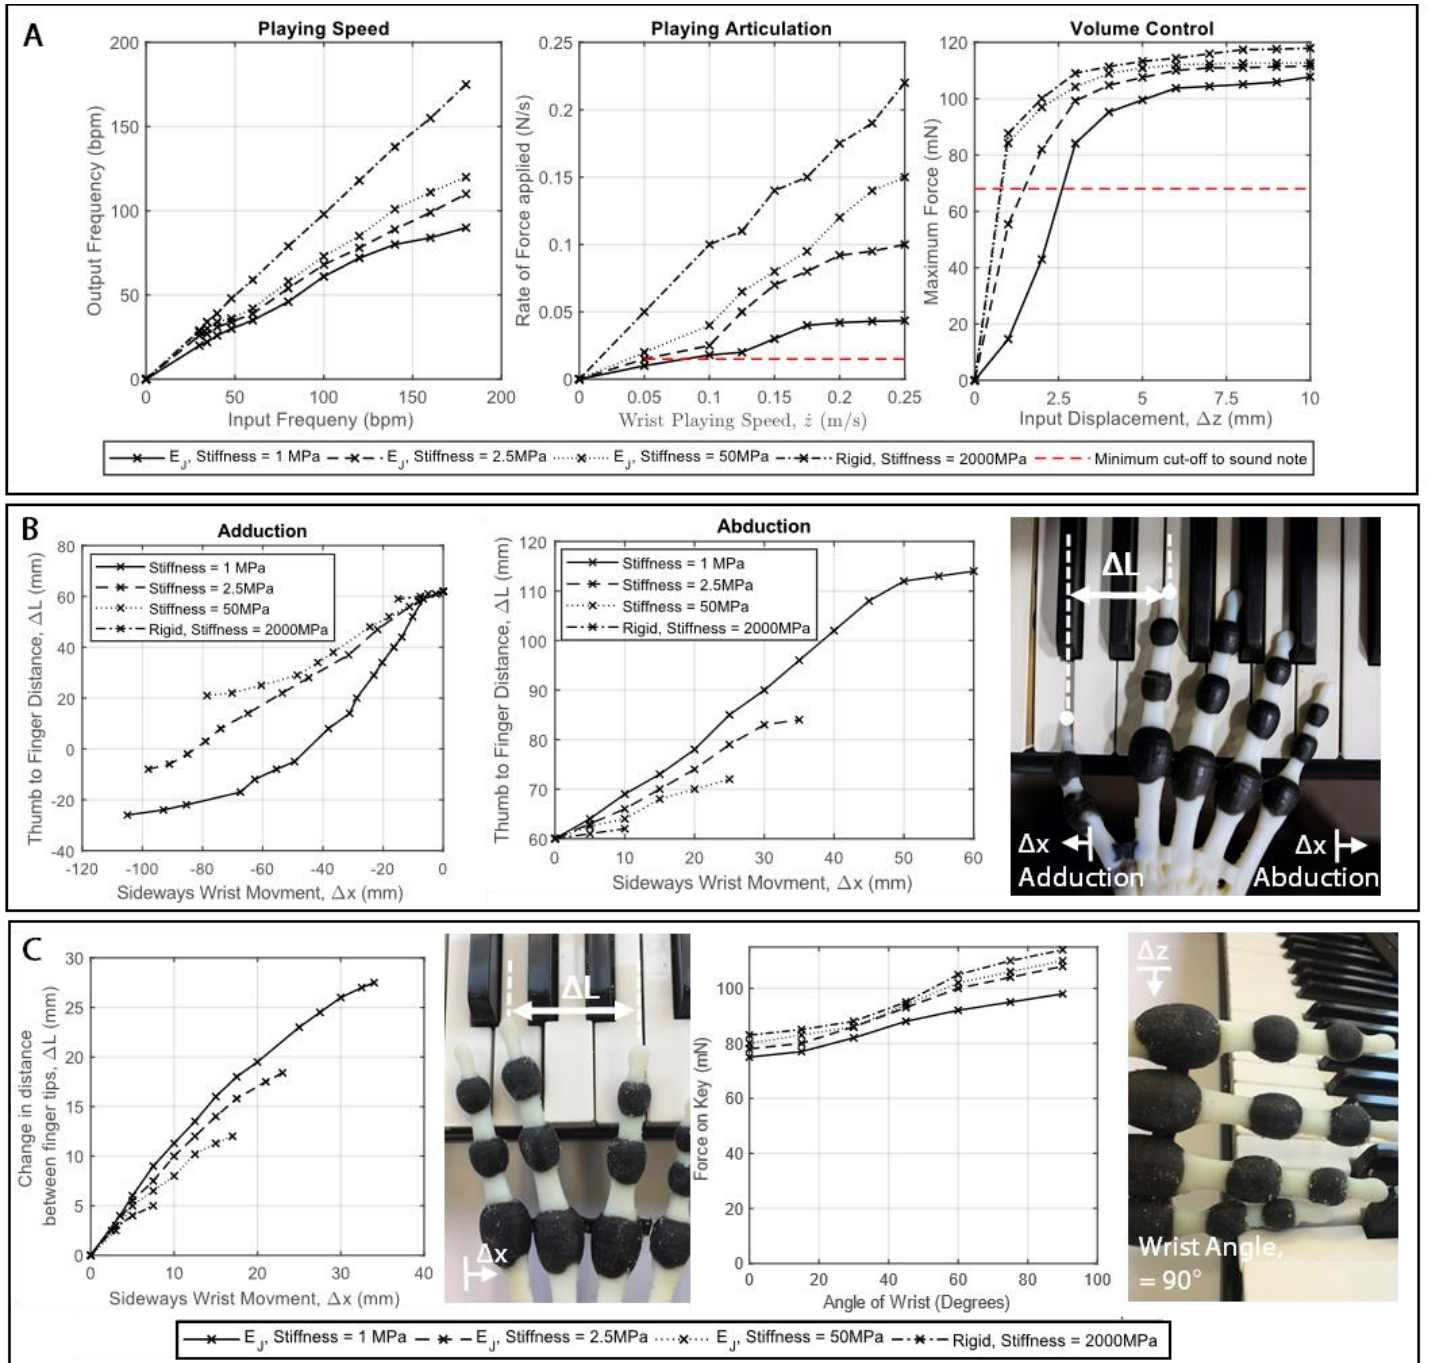 A
Playing Speed
200
150
100
50
0
Output Frequency (bpm)
0 50 100 150 200
Input Frequeny (bpm)
Playing Articulation
0.25
0.2
0.15
0.1
0.05
0
Rate of Force applied (N/s)
0 0.05 0.1 0.15 0.2 0.25
Wrist Playing Speed, ż (m/s)
Volume Control
120
100
80
60
40
20
0
Maximum Force (mN)
0 2.5 5 7.5 10
Input Displacement, Δz (mm)
E_J, Stiffness = 1 MPa E_J, Stiffness = 2.5MPa E_J, Stiffness = 50MPa Rigid, Stiffness = 2000MPa Minimum cut-off to sound note
B
Adduction
80
60
40
20
0
-20
-40
Thumb to Finger Distance, ΔL (mm)
Stiffness = 1 MPa
Stiffness = 2.5MPa
Stiffness = 50MPa
Rigid, Stiffness = 2000MPa
-120 -100 -80 -60 -40 -20 0
Sideways Wrist Movment, Δx (mm)
Abduction
120
110
100
90
80
70
60
Thumb to Finger Distance, ΔL (mm)
Stiffness = 1 MPa
Stiffness = 2.5MPa
Stiffness = 50MPa
Rigid, Stiffness = 2000MPa
0 10 20 30 40 50 60
Sideways Wrist Movment, Δx (mm)
ΔL
Δx
Adduction
Δx
Abduction
C
30
25
20
15
10
5
0
Change in distance
between finger tips, ΔL (mm)
0 10 20 30 40
Sideways Wrist Movment, Δx (mm)
ΔL
Δx
100
80
60
40
20
0
Force on Key (mN)
0 20 40 60 80 100
Angle of Wrist (Degrees)
Δz
Wrist Angle,
= 90°
E_J, Stiffness = 1 MPa E_J, Stiffness = 2.5MPa E_J, Stiffness = 50MPa Rigid, Stiffness = 2000MPa